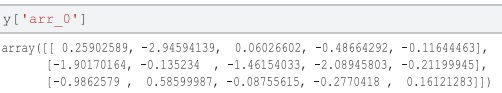 y['arr_0']
array([[ 0.25902589, -2.94594139,  0.06026602, -0.48664292, -0.11644463],
       [-1.90170164, -0.135234  , -1.46154033, -2.08945803, -0.21199945],
       [-0.9862579 ,  0.58599987, -0.08755615, -0.2770418 ,  0.16121283]])